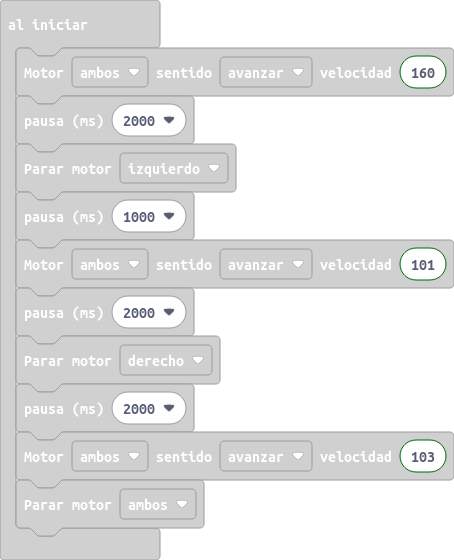 al iniciar
Motor ambos sentido avanzar velocidad 160
pausa (ms) 2000
Parar motor izquierdo
pausa (ms) 1000
Motor ambos sentido avanzar velocidad 101
pausa (ms) 2000
Parar motor derecho
pausa (ms) 2000
Motor ambos sentido avanzar velocidad 103
Parar motor ambos